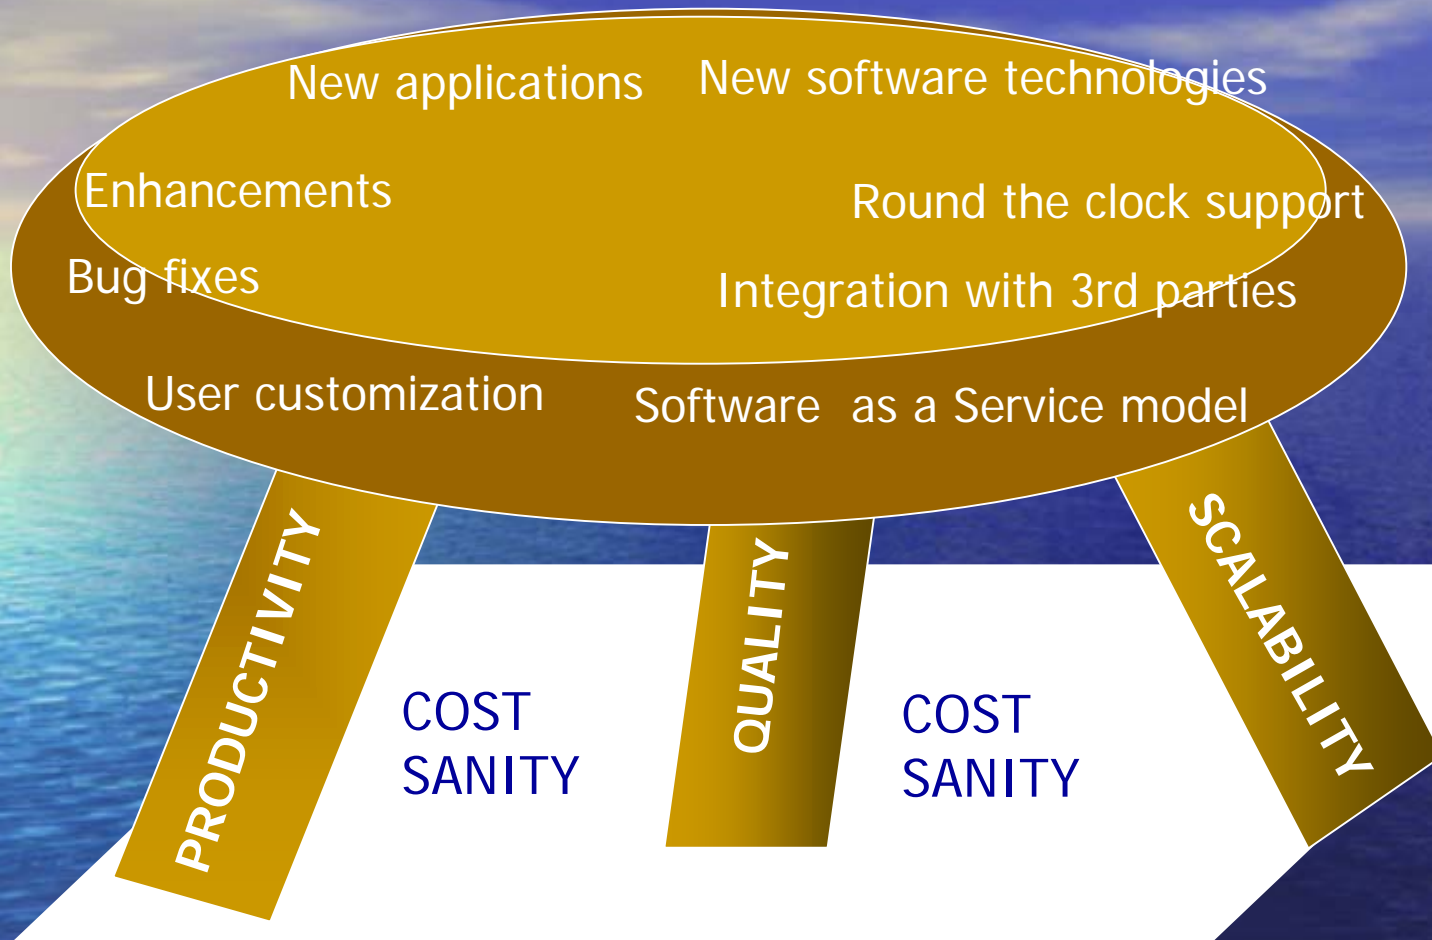 New applications
New software technologies
Enhancements
Round the clock support
Bug fixes
Integration with 3rd parties
User customization
Software as a Service model
PRODUCTIVITY
QUALITY
SCALABILITY
COST
SANITY
COST
SANITY